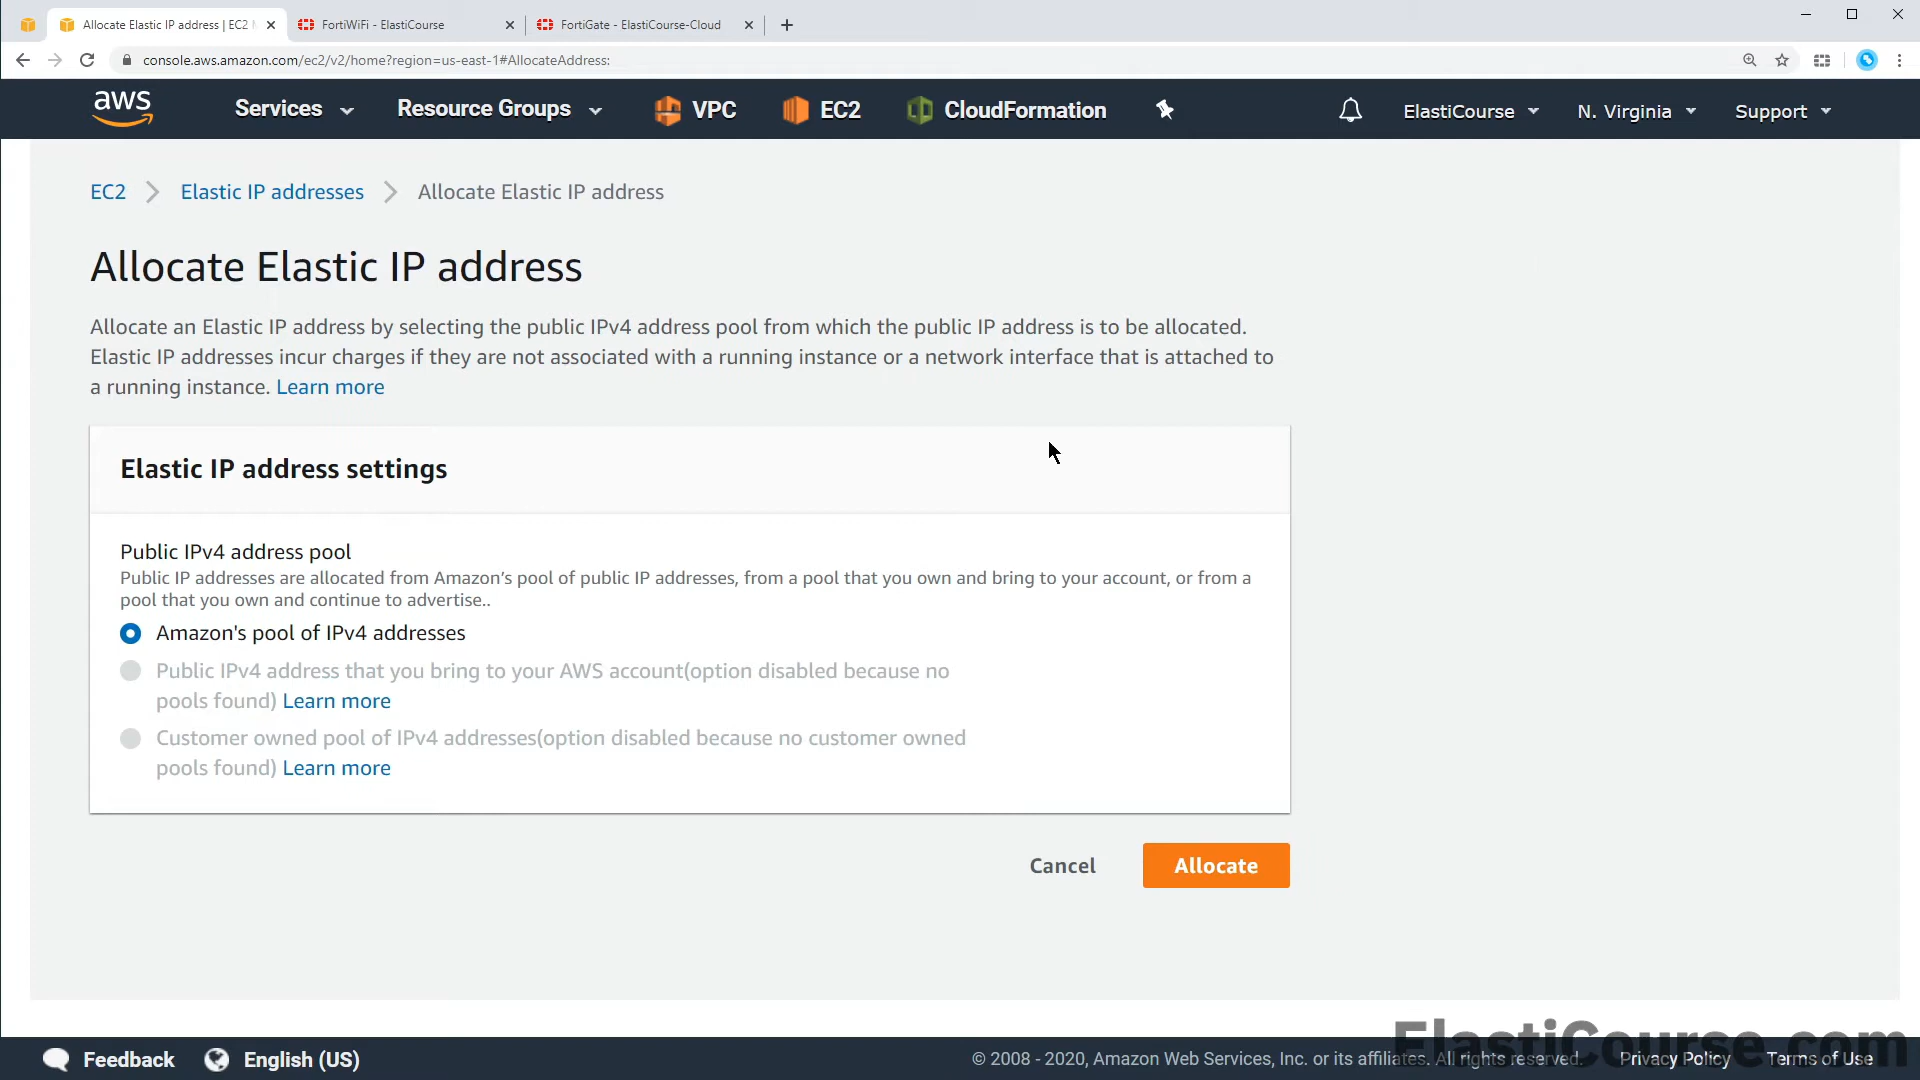 Allocate Elastic IP address | EC2
FortiWiFi - ElastiCourse
FortiGate - ElastiCourse-Cloud
console.aws.amazon.com/ec2/v2/home?region=us-east-1#AllocateAddress:
aws
Services
Resource Groups
VPC
EC2
CloudFormation
ElastiCourse
N. Virginia
Support
EC2
Elastic IP addresses
Allocate Elastic IP address
Allocate Elastic IP address
Allocate an Elastic IP address by selecting the public IPv4 address pool from which the public IP address is to be allocated.
Elastic IP addresses incur charges if they are not associated with a running instance or a network interface that is attached to
a running instance. Learn more
Elastic IP address settings
Public IPv4 address pool
Public IP addresses are allocated from Amazon's pool of public IP addresses, from a pool that you own and bring to your account, or from a
pool that you own and continue to advertise..
Amazon's pool of IPv4 addresses
Public IPv4 address that you bring to your AWS account(option disabled because no
pools found) Learn more
Customer owned pool of IPv4 addresses(option disabled because no customer owned
pools found) Learn more
Cancel
Allocate
ElastiCourse.com
Feedback
English (US)
© 2008 - 2020, Amazon Web Services, Inc. or its affiliates. All rights reserved.
Privacy Policy
Terms of Use